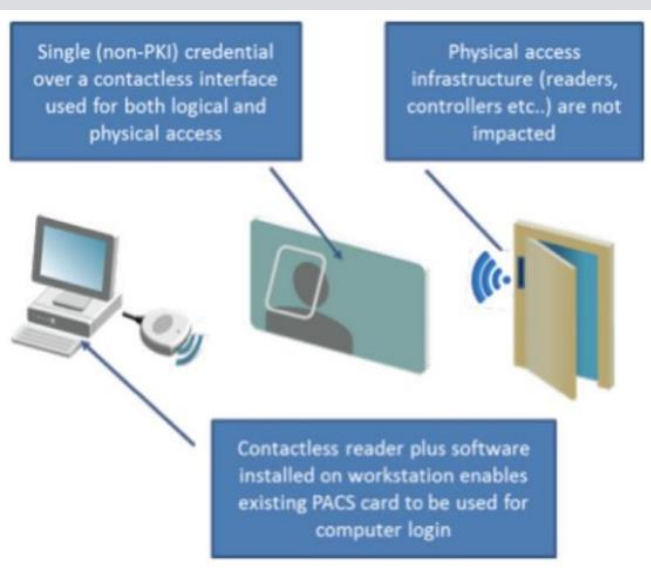 Single (non-PKI) credential
over a contactless interface
used for both logical and
physical access
Physical access
infrastructure (readers,
controllers etc..) are not
impacted
Contactless reader plus software
installed on workstation enables
existing PACS card to be used for
computer login